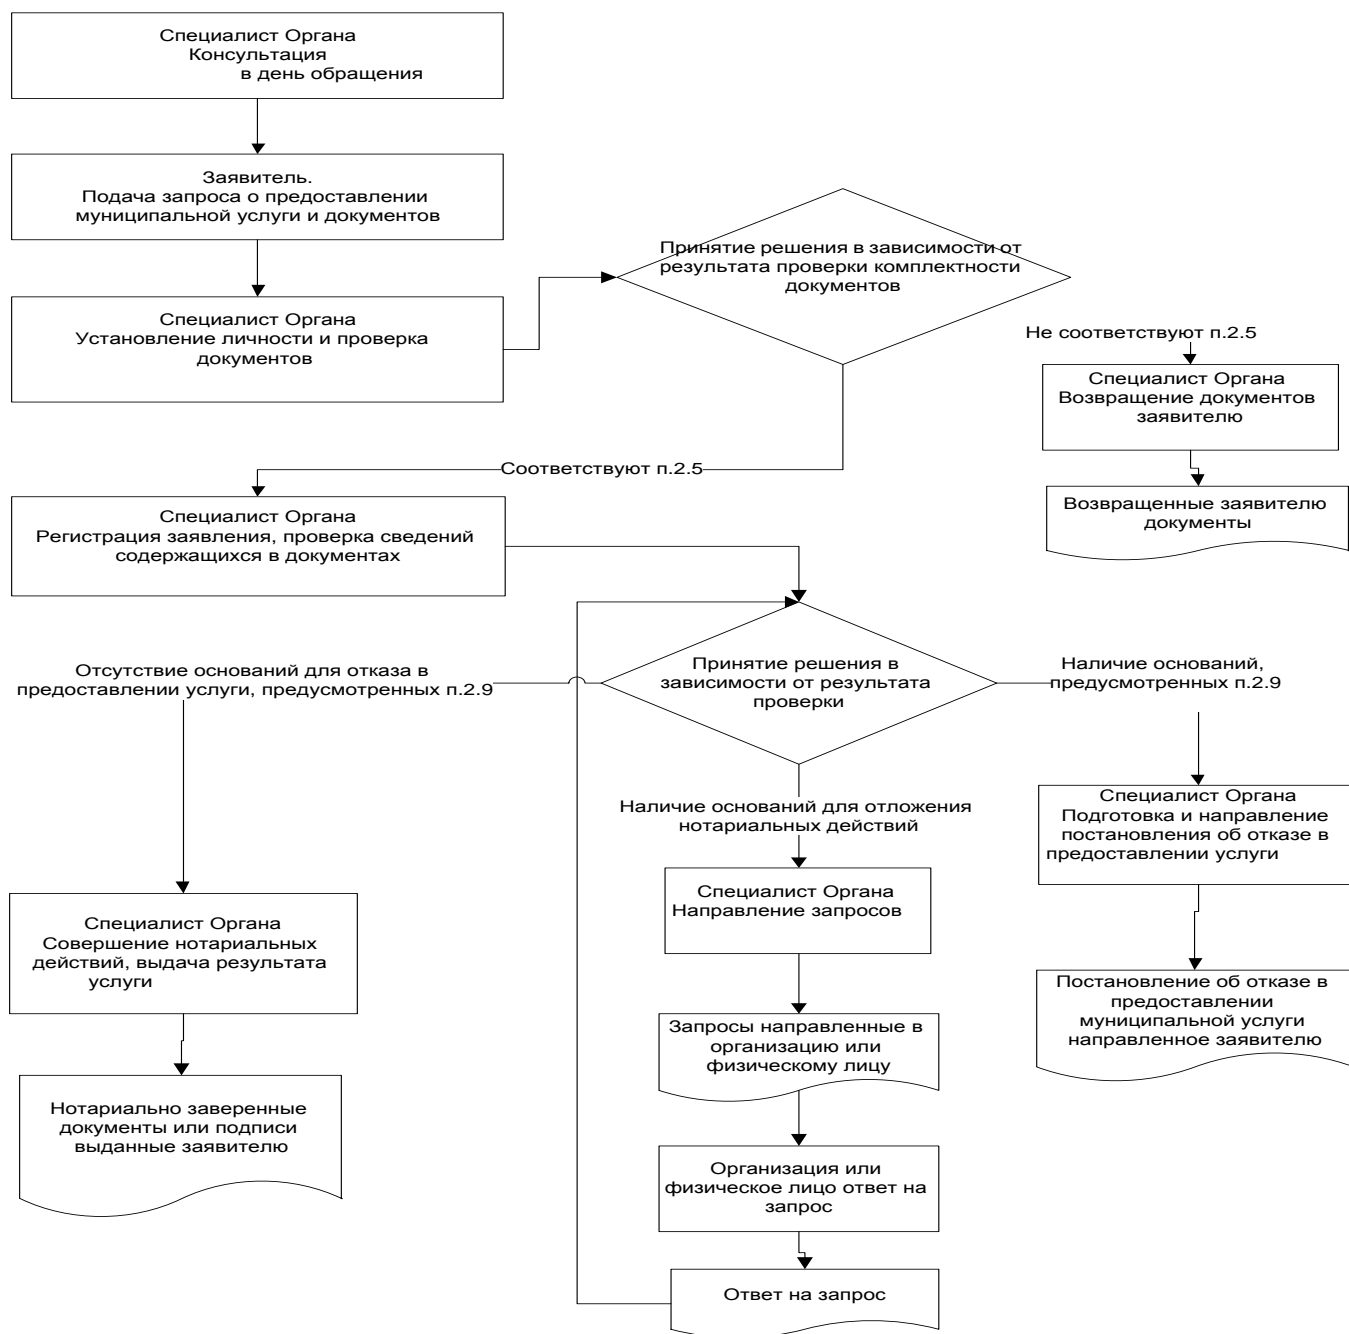 Специалист Органа
Консультация
в день обращения
Заявитель.
Подача запроса о предоставлении
муниципальной услуги и документов
Специалист Органа
Установление личности и проверка
документов
Принятие решения в зависимости от
результата проверки комплектности
документов
Не соответствуют п.2.5
Специалист Органа
Возвращение документов
заявителю
Возвращенные заявителю
документы
Соответствуют п.2.5
Специалист Органа
Регистрация заявления, проверка сведений
содержащихся в документах
Принятие решения в
зависимости от результата
проверки
Отсутствие оснований для отказа в
предоставлении услуги, предусмотренных п.2.9
Наличие оснований,
предусмотренных п.2.9
Наличие оснований для отложения
нотариальных действий
Специалист Органа
Подготовка и направление
постановления об отказе в
предоставлении услуги
Специалист Органа
Направление запросов
Специалист Органа
Совершение нотариальных
действий, выдача результата
услуги
Постановление об отказе в
предоставлении
муниципальной услуги
направленное заявителю
Запросы направленные в
организацию или
физическому лицу
Нотариально заверенные
документы или подписи
выданные заявителю
Организация или
физическое лицо ответ на
запрос
Ответ на запрос